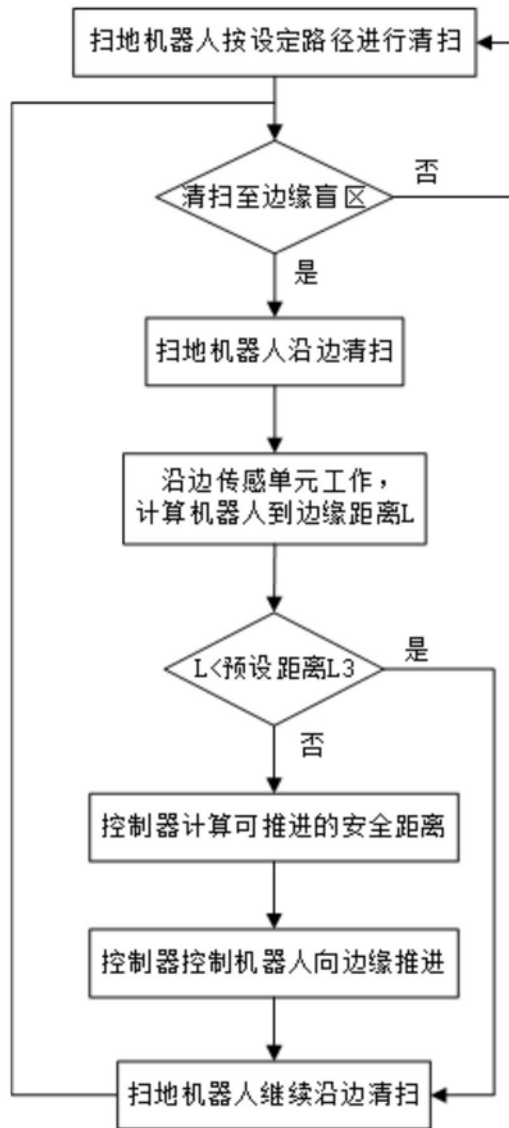 扫地机器人按设定路径进行清扫
清扫至边缘盲区
否
是
扫地机器人沿边清扫
沿边传感单元工作，
计算机器人到边缘距离L
L<预设距离L3
是
否
控制器计算可推进的安全距离
控制器控制机器人向边缘推进
扫地机器人继续沿边清扫